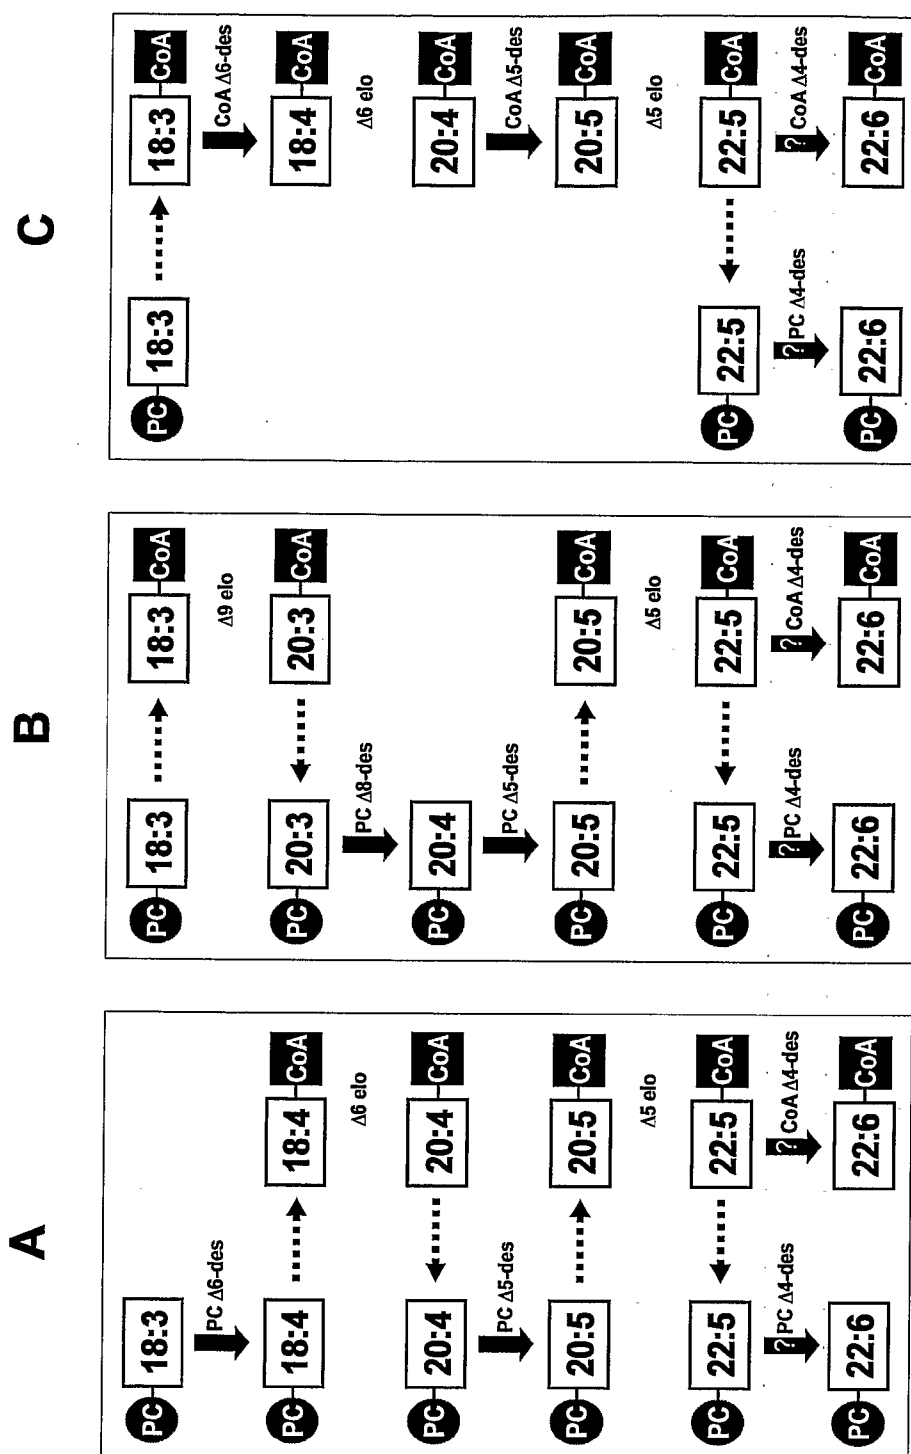 A
PC 18:3
PC Δ6-des
PC 18:4 18:4 CoA
Δ6 elo
PC 20:4 20:4 CoA
PC Δ5-des
PC 20:5 20:5 CoA
Δ5 elo
PC 22:5 22:5 CoA
? PC Δ4-des ? CoA Δ4-des
PC 22:6 22:6 CoA
B
PC 18:3 18:3 CoA
Δ9 elo
PC 20:3 20:3 CoA
PC Δ8-des
PC 20:4
PC Δ5-des
PC 20:5 20:5 CoA
Δ5 elo
PC 22:5 22:5 CoA
? PC Δ4-des ? CoA Δ4-des
PC 22:6 22:6 CoA
C
PC 18:3 18:3 CoA
CoA Δ6-des
18:4 CoA
Δ6 elo
20:4 CoA
CoA Δ5-des
20:5 CoA
Δ5 elo
PC 22:5 22:5 CoA
? PC Δ4-des ? CoA Δ4-des
PC 22:6 22:6 CoA